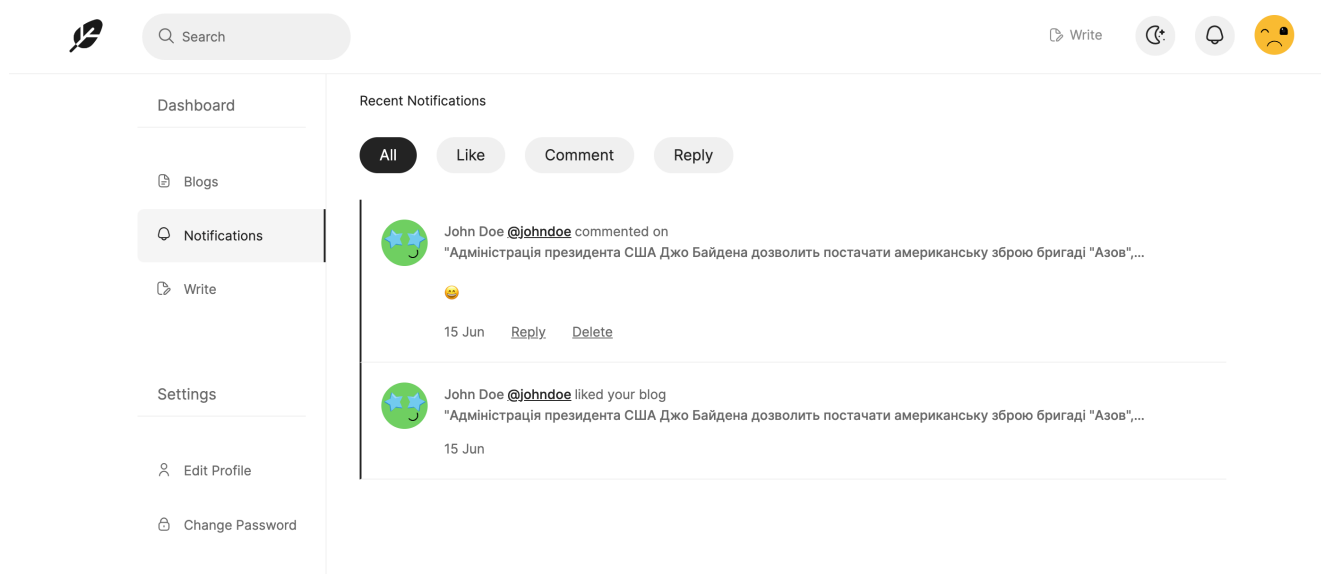 Search
Write
Dashboard
Blogs
Notifications
Write
Settings
Edit Profile
Change Password
Recent Notifications
All Like Comment Reply
John Doe @johndoe commented on
"Адміністрація президента США Джо Байдена дозволить постачати американську зброю бригаді "Азов",...
😄
15 Jun Reply Delete
John Doe @johndoe liked your blog
"Адміністрація президента США Джо Байдена дозволить постачати американську зброю бригаді "Азов",...
15 Jun